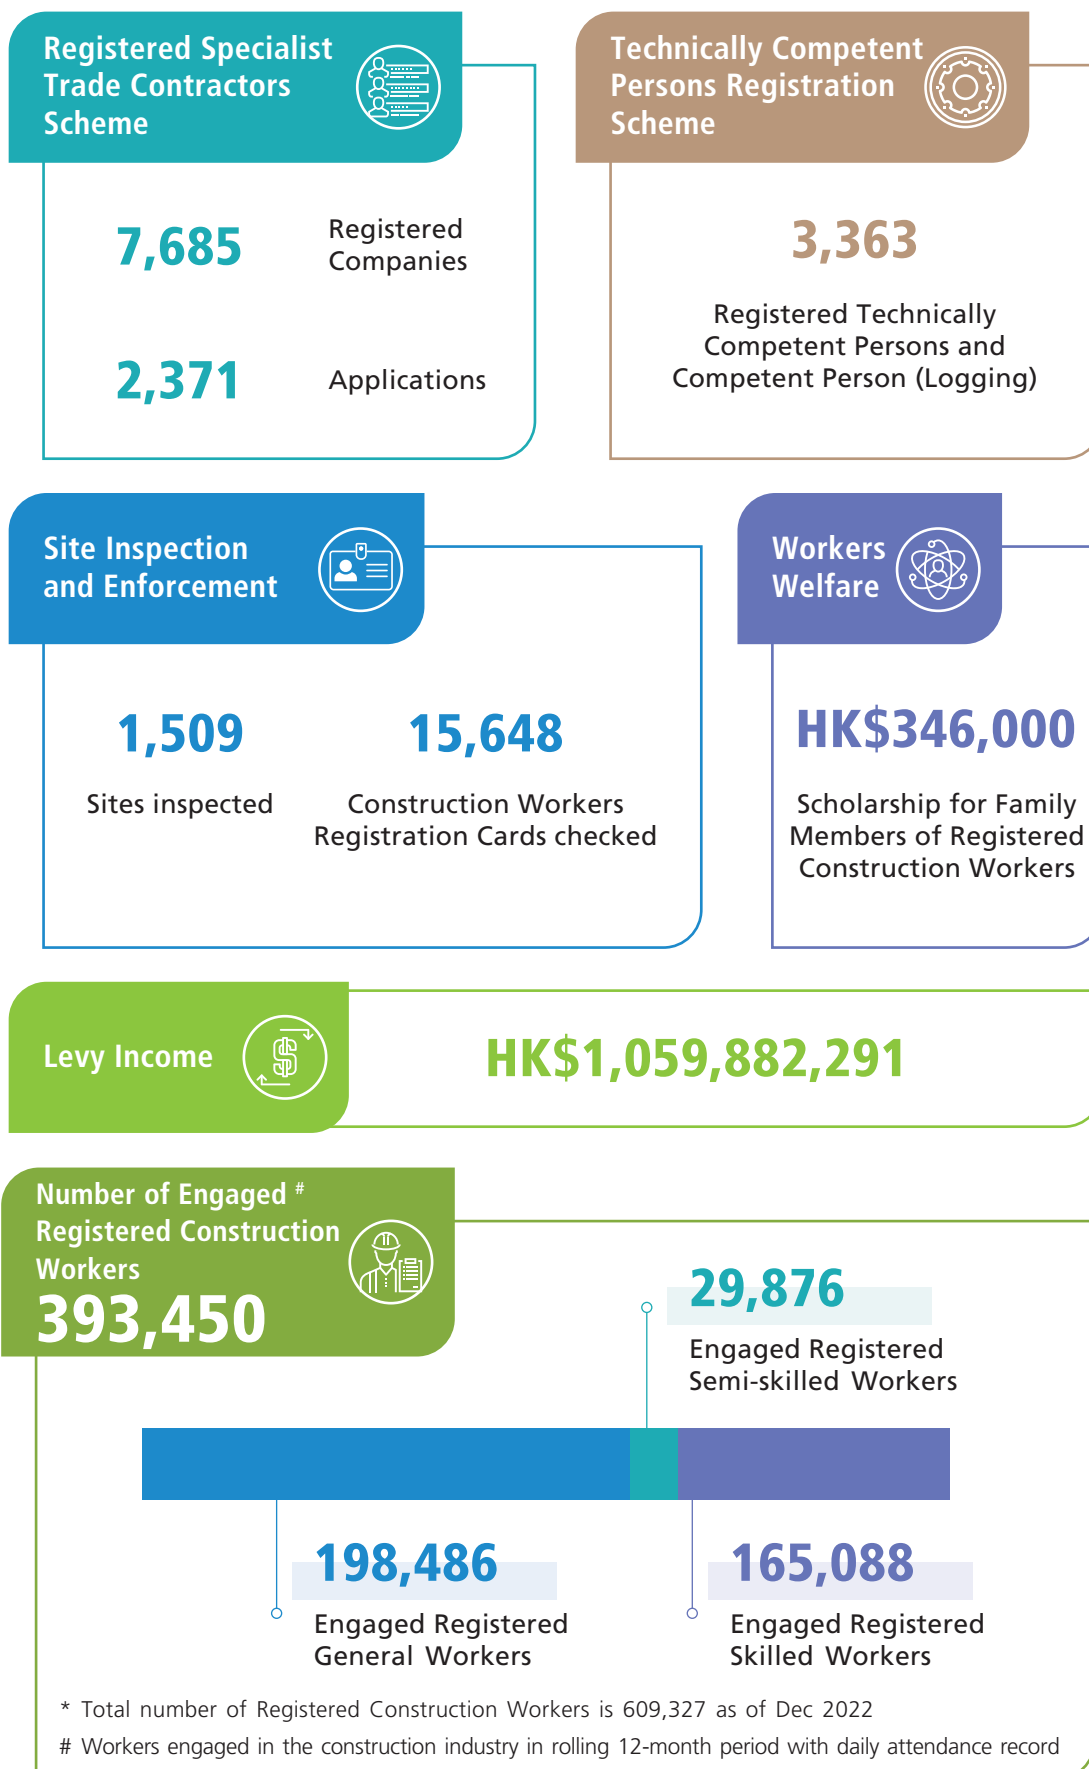 Registered Specialist
Trade Contractors
Scheme
7,685
Registered
Companies
2,371
Applications
Technically Competent
Persons Registration
Scheme
3,363
Registered Technically
Competent Persons and
Competent Person (Logging)
Site Inspection
and Enforcement
1,509
Sites inspected
15,648
Construction Workers
Registration Cards checked
Workers
Welfare
HK$346,000
Scholarship for Family
Members of Registered
Construction Workers
Levy Income
$
HK$1,059,882,291
Number of Engaged #
Registered Construction
Workers
393,450
29,876
Engaged Registered
Semi-skilled Workers
198,486
Engaged Registered
General Workers
165,088
Engaged Registered
Skilled Workers
* Total number of Registered Construction Workers is 609,327 as of Dec 2022
# Workers engaged in the construction industry in rolling 12-month period with daily attendance record